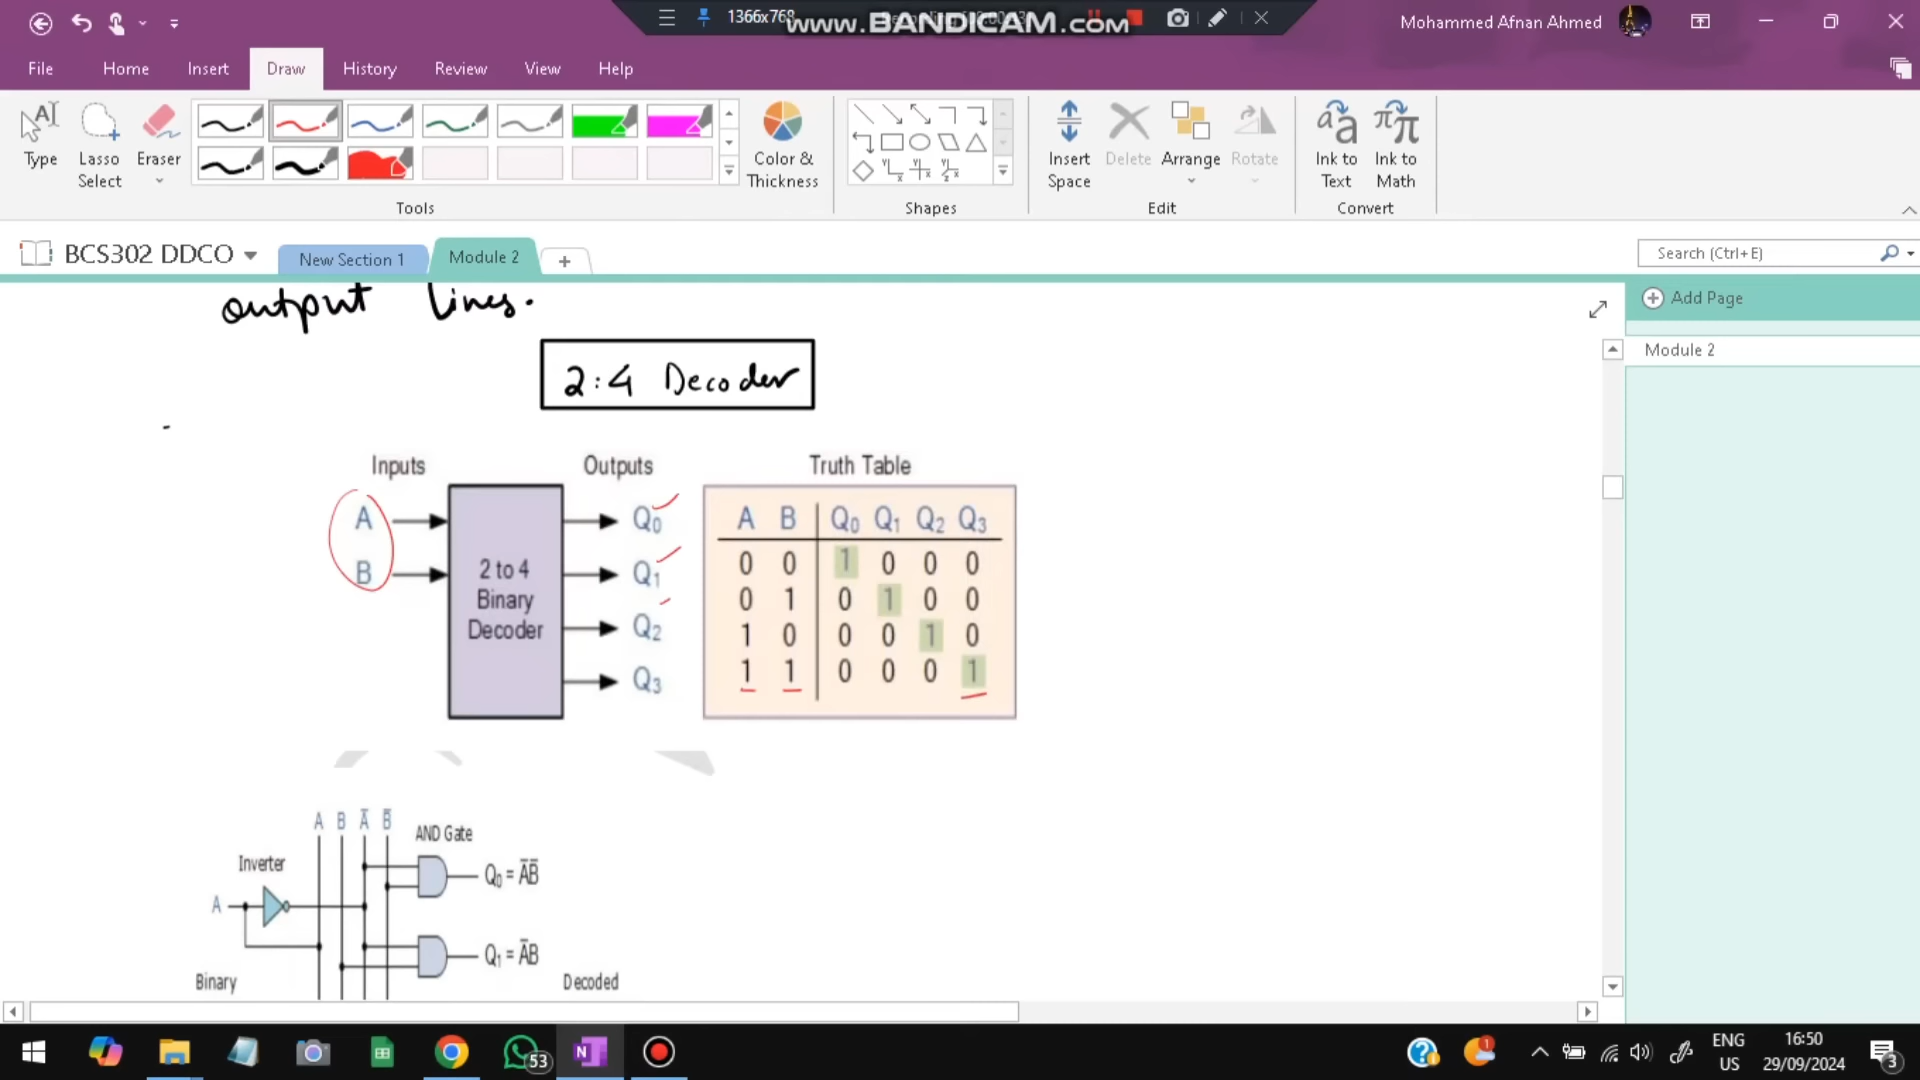 1366x768
www.BANDICAM.com
Mohammed Afnan Ahmed
File Home Insert Draw History Review View Help
Type
Lasso Select
Eraser
Color & Thickness
Insert Space
Delete
Arrange
Rotate
Ink to Text
Ink to Math
Tools
Shapes
Edit
Convert
BCS302 DDCO
New Section 1
Module 2
Search (Ctrl+E)
Add Page
Module 2
output lines.
2:4 Decoder
Inputs
Outputs
Truth Table
A
B
2 to 4
Binary
Decoder
Q0
Q1
Q2
Q3
A B Q0 Q1 Q2 Q3
0 0 1 0 0 0
0 1 0 1 0 0
1 0 0 0 1 0
1 1 0 0 0 1
A B A̅ B̅
AND Gate
Inverter
A
Q0 = A̅B̅
Q1 = A̅B
Binary
Decoded
53
1
ENG
US
16:50
29/09/2024
3